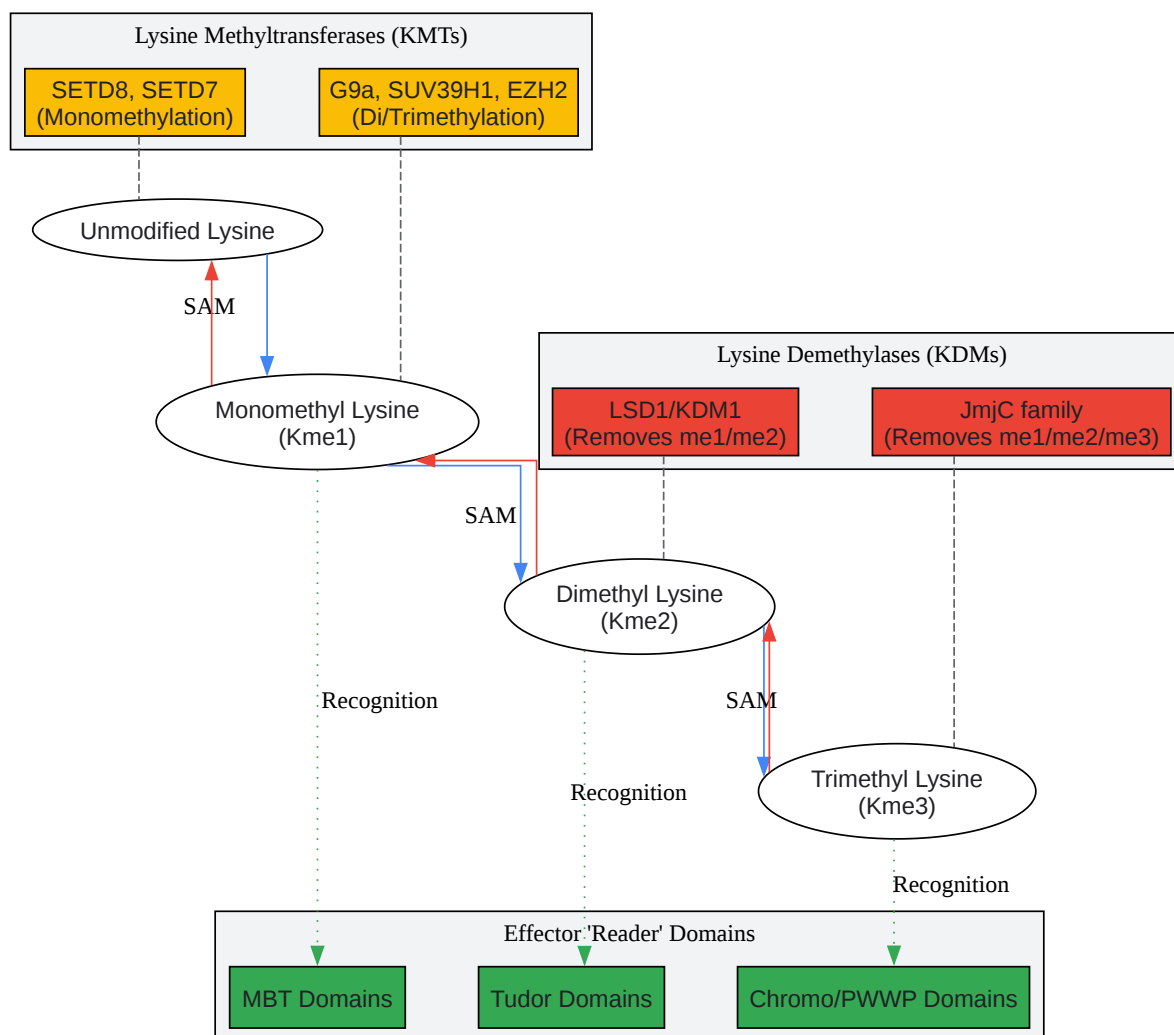 Lysine Methyltransferases (KMTs)
SETD8, SETD7
(Monomethylation)
G9a, SUV39H1, EZH2
(Di/Trimethylation)
Unmodified Lysine
SAM
Lysine Demethylases (KDMs)
LSD1/KDM1
(Removes me1/me2)
JmjC family
(Removes me1/me2/me3)
Monomethyl Lysine
(Kme1)
SAM
Dimethyl Lysine
(Kme2)
Recognition
SAM
Trimethyl Lysine
(Kme3)
Recognition
Recognition
Effector 'Reader' Domains
MBT Domains
Tudor Domains
Chromo/PWWP Domains